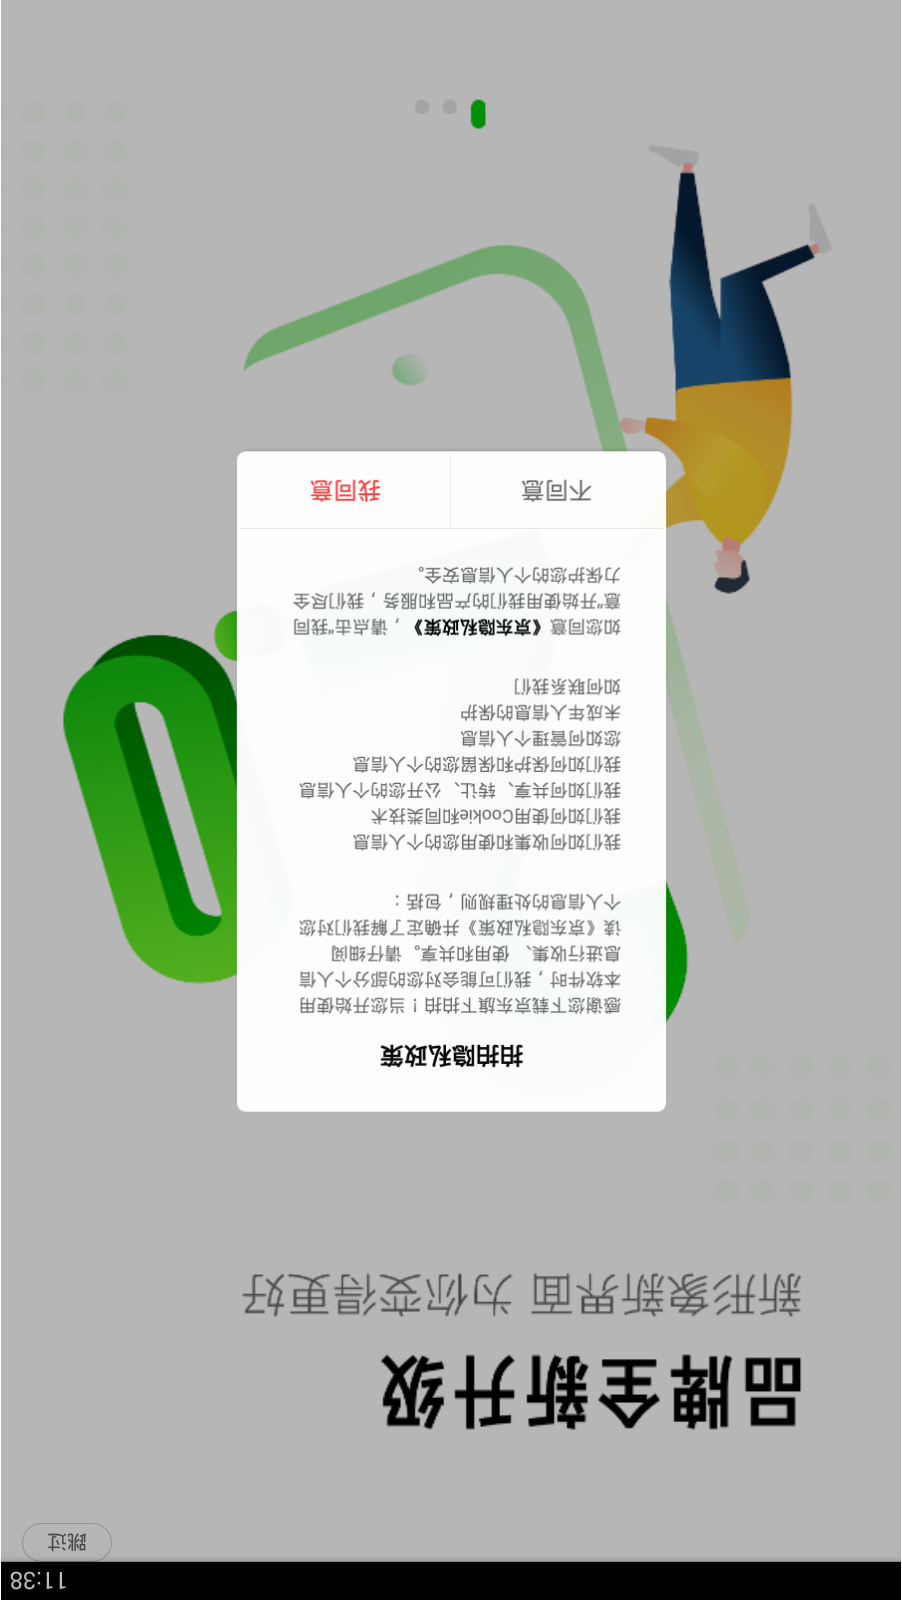 11:38
跳过
品牌全新升级
新形象新界面 为你变得更好
拍拍隐私政策
感谢您下载京东旗下拍拍！当您开始使用
本软件时，我们可能会对您的部分个人信
息进行收集、使用和共享。请仔细阅
读《京东隐私政策》并确定了解我们对您
个人信息的处理规则，包括：
我们如何收集和使用您的个人信息
我们如何使用Cookie和同类技术
我们如何共享、转让、公开您的个人信息
我们如何保护和保留您的个人信息
您如何管理个人信息
未成年人信息的保护
如何联系我们
如您同意《京东隐私政策》，请点击“我同
意”开始使用我们的产品和服务，我们尽全
力保护您的个人信息安全。
不同意
我同意